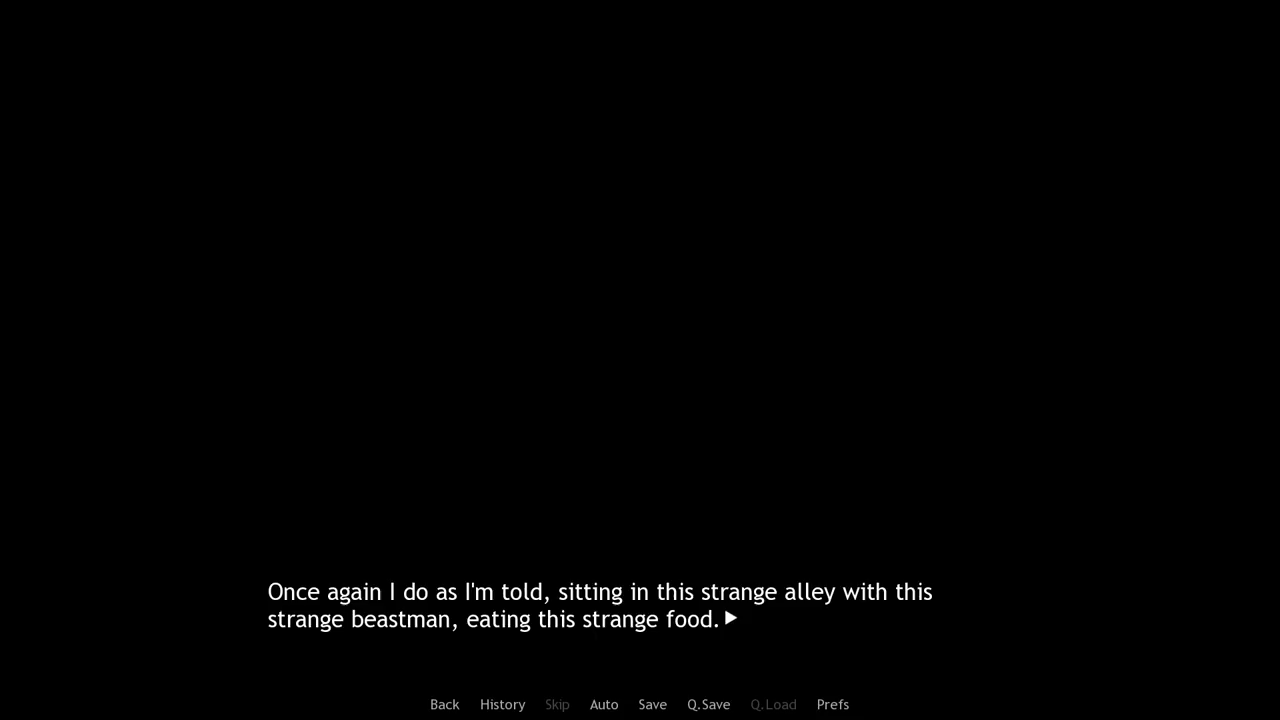 Once again I do as I'm told, sitting in this strange alley with this
strange beastman, eating this strange food.
Back History Skip Auto Save Q.Save Q.Load Prefs